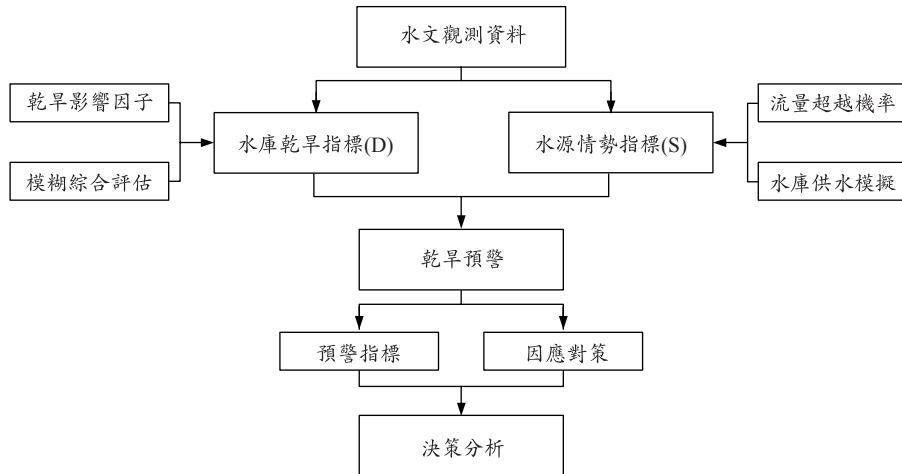 水文觀測資料
乾旱影響因子
流量超越機率
水庫乾旱指標(D)
水源情勢指標(S)
模糊綜合評估
水庫供水模擬
乾旱預警
預警指標
因應對策
決策分析